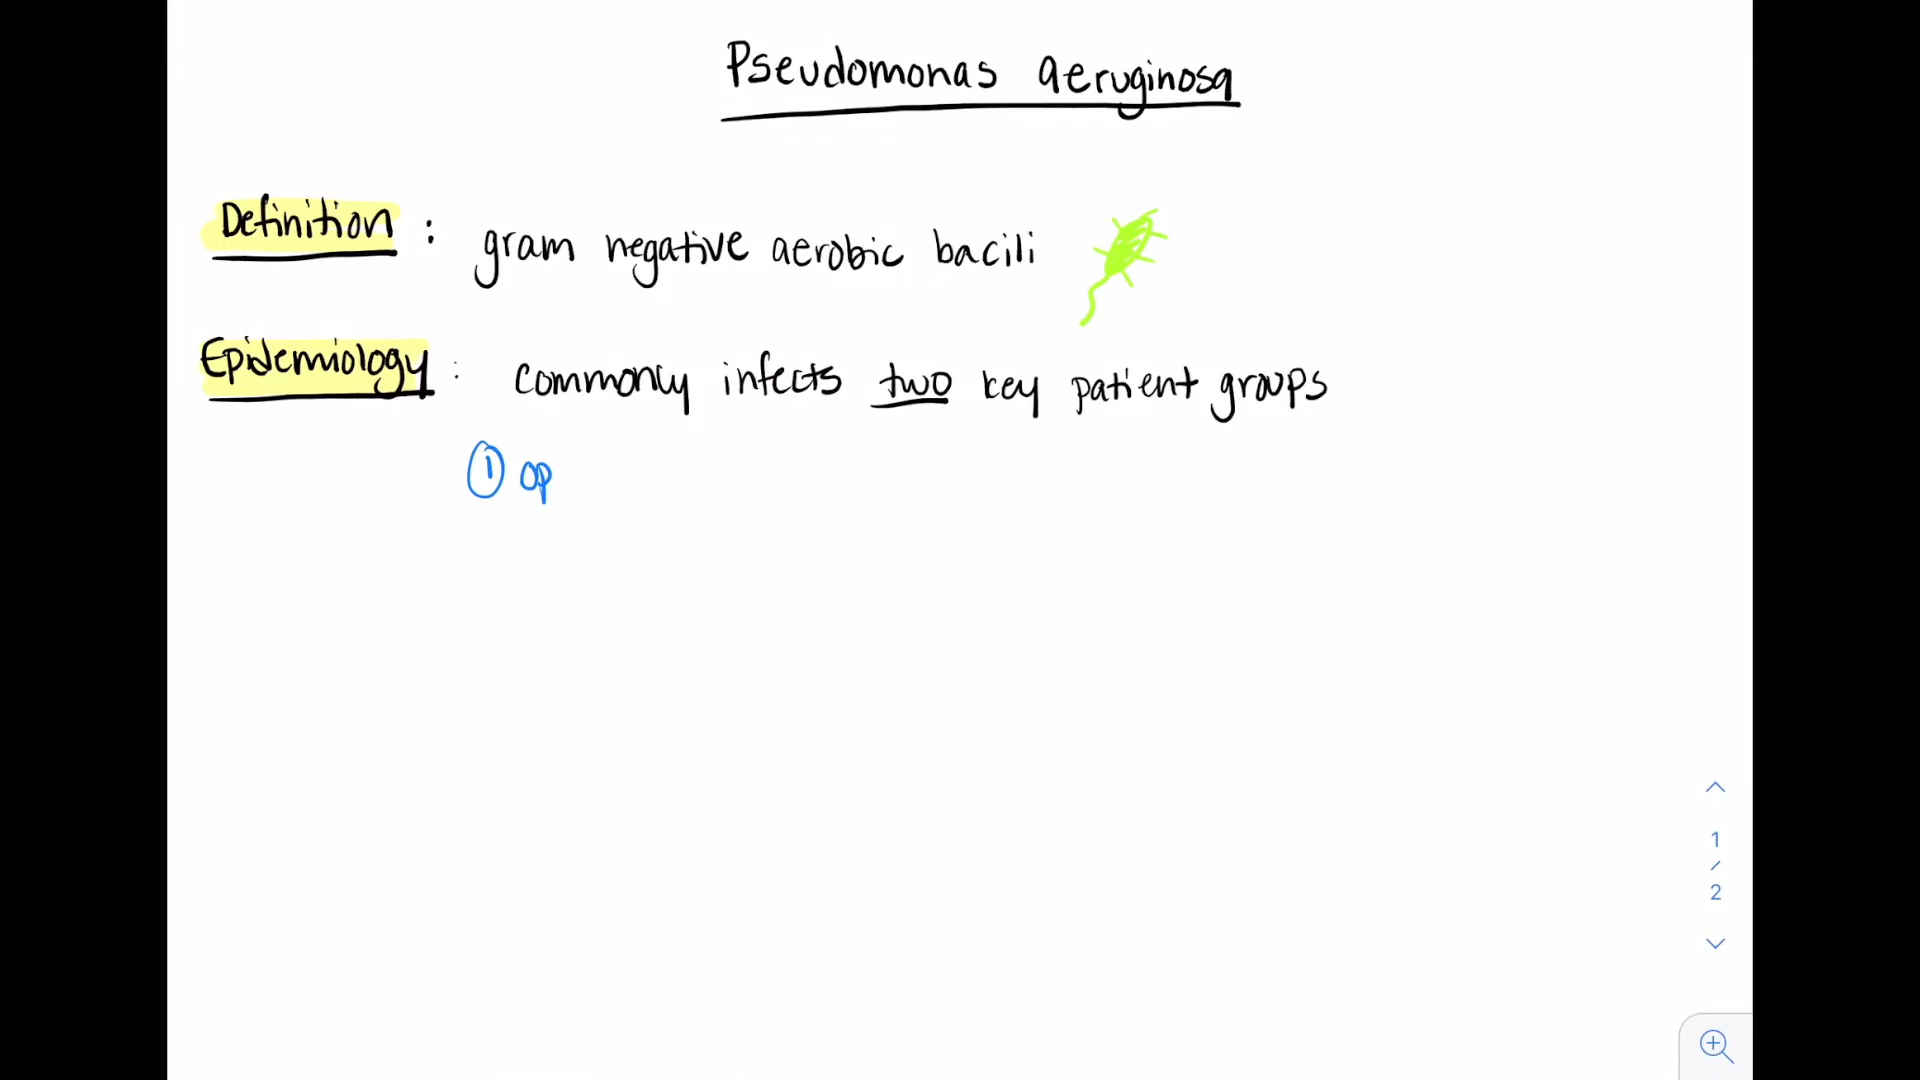 Pseudomonas aeruginosa
Definition : gram negative aerobic bacili
Epidemiology : commonly infects two key patient groups
① op
1
/
2